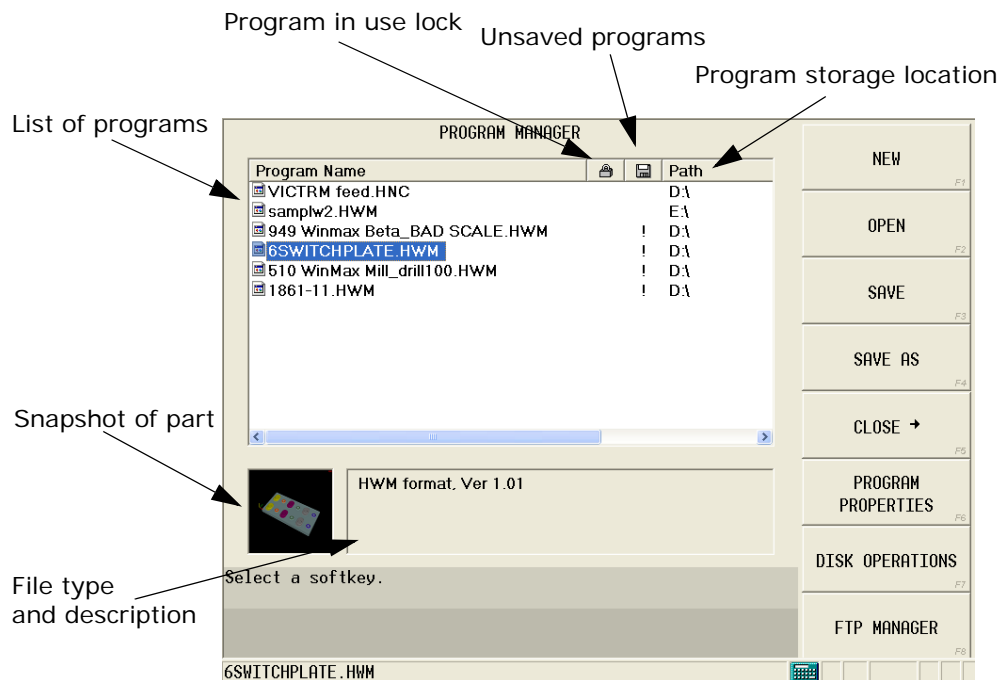 Program in use lock
Unsaved programs
Program storage location
List of programs
PROGRAM MANAGER
Program Name Path
VICTRM feed.HNC D:\
samplw2.HWM E:\
949 Winmax Beta_BAD SCALE.HWM ! D:\
6SWITCHPLATE.HWM ! D:\
510 WinMax Mill_drill100.HWM ! D:\
1861-11.HWM ! D:\
NEW
F1
OPEN
F2
SAVE
F3
SAVE AS
F4
CLOSE →
F5
PROGRAM
PROPERTIES
F6
DISK OPERATIONS
F7
FTP MANAGER
F8
Snapshot of part
HWM format, Ver 1.01
File type
and description
Select a softkey.
6SWITCHPLATE.HWM